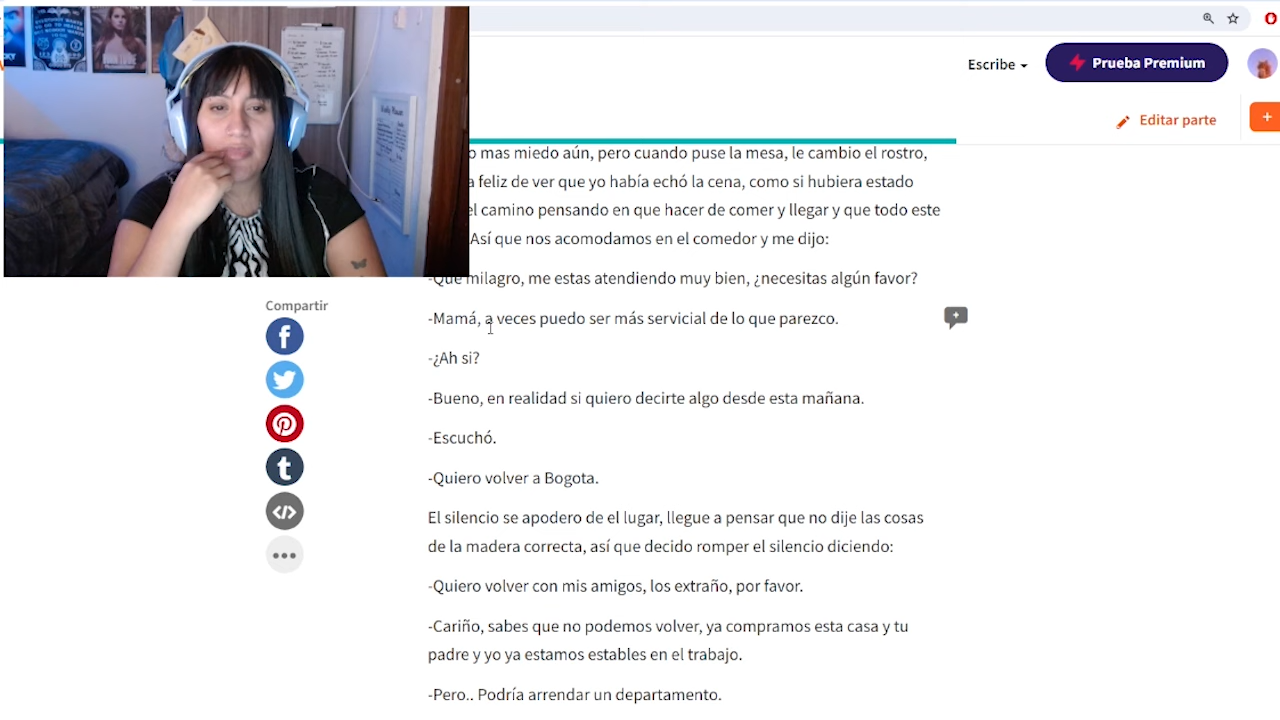 Escribe
Prueba Premium
Editar parte
mas miedo aún, pero cuando puse la mesa, le cambio el rostro,
feliz de ver que yo había echó la cena, como si hubiera estado
el camino pensando en que hacer de comer y llegar y que todo este
Así que nos acomodamos en el comedor y me dijo:
-Que milagro, me estas atendiendo muy bien, ¿necesitas algún favor?
Compartir
-Mamá, a veces puedo ser más servicial de lo que parezco.
-¿Ah si?
-Bueno, en realidad si quiero decirte algo desde esta mañana.
-Escuchó.
-Quiero volver a Bogota.
El silencio se apodero de el lugar, llegue a pensar que no dije las cosas
de la madera correcta, así que decido romper el silencio diciendo:
-Quiero volver con mis amigos, los extraño, por favor.
-Cariño, sabes que no podemos volver, ya compramos esta casa y tu
padre y yo ya estamos estables en el trabajo.
-Pero.. Podría arrendar un departamento.